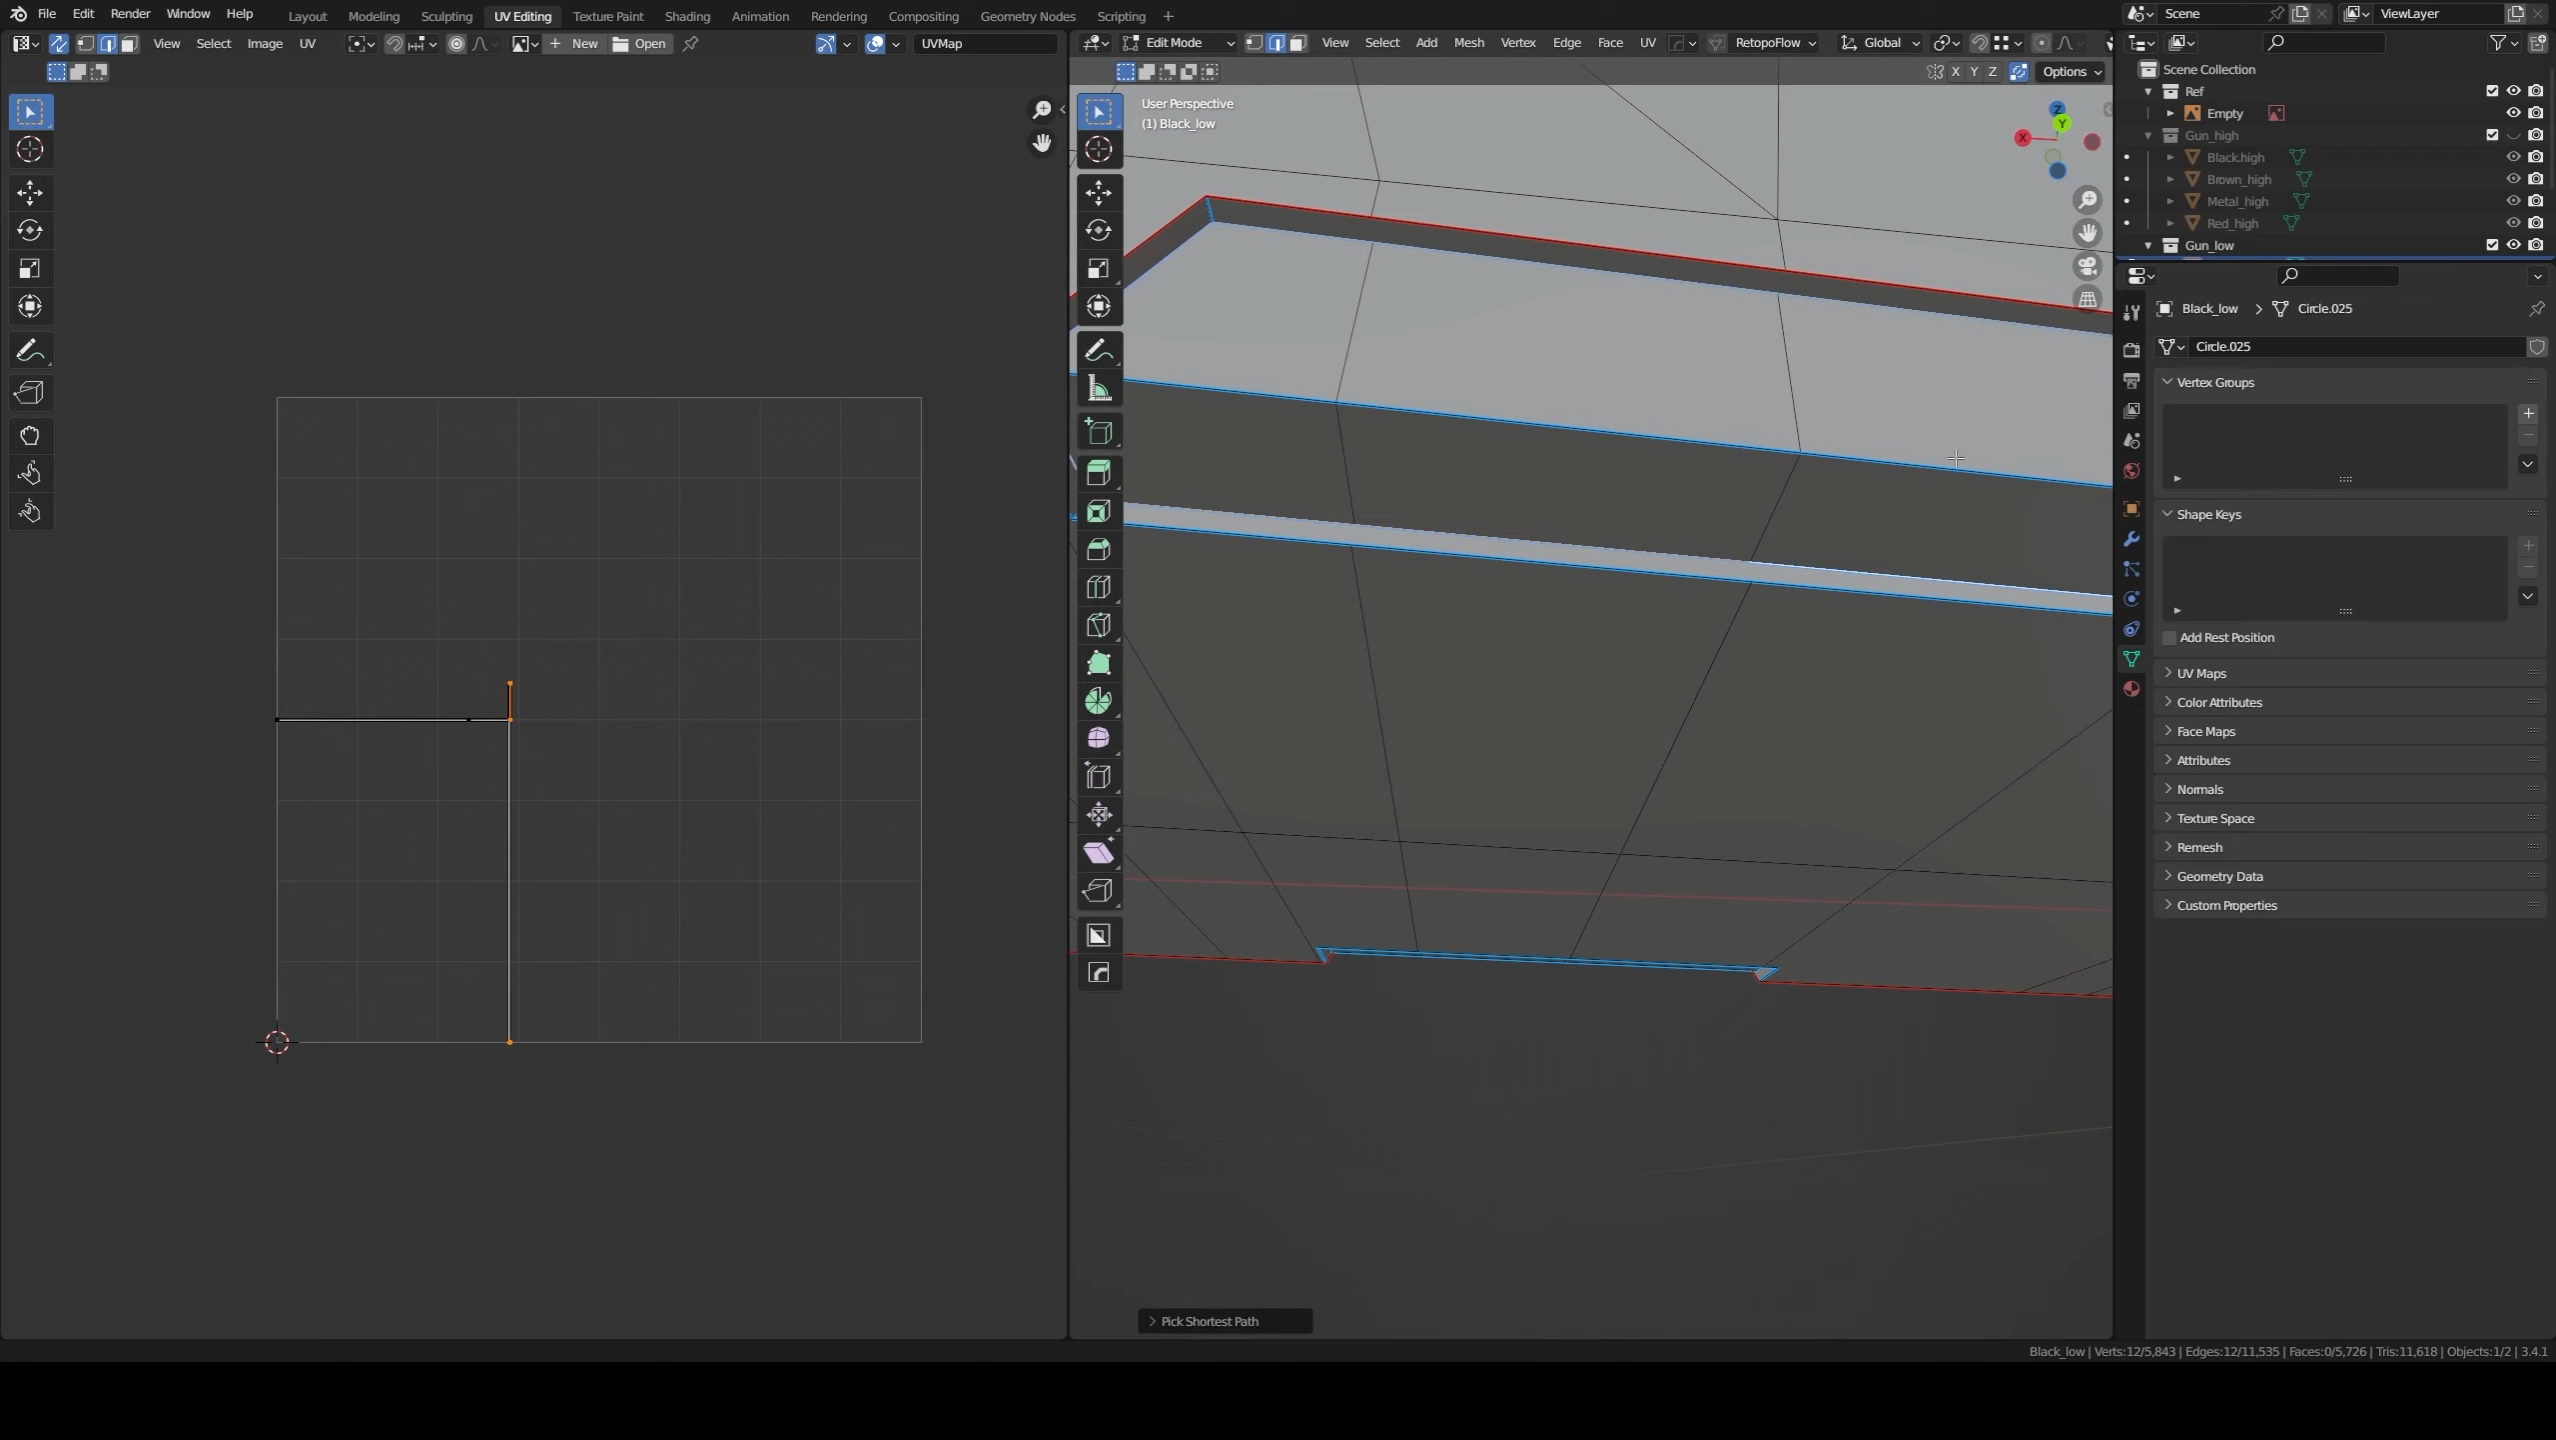 File Edit Render Window Help Layout Modeling Sculpting UV Editing Texture Paint Shading Animation Rendering Compositing Geometry Nodes Scripting + Scene ViewLayer
View Select Image UV New Open UVMap Edit Mode View Select Add Mesh Vertex Edge Face UV RetopoFlow Global
X Y Z Options
Scene Collection
Ref
Empty
Gun_high
Black.high
Brown_high
Metal_high
Red_high
Gun_low
User Perspective
(1) Black_low
Z
Y
X
Black_low > Circle.025
Circle.025
Vertex Groups
Shape Keys
Add Rest Position
UV Maps
Color Attributes
Face Maps
Attributes
Normals
Texture Space
Remesh
Geometry Data
Custom Properties
Pick Shortest Path
Black_low | Verts:12/5,843 | Edges:12/11,535 | Faces:0/5,726 | Tris:11,618 | Objects:1/2 | 3.4.1